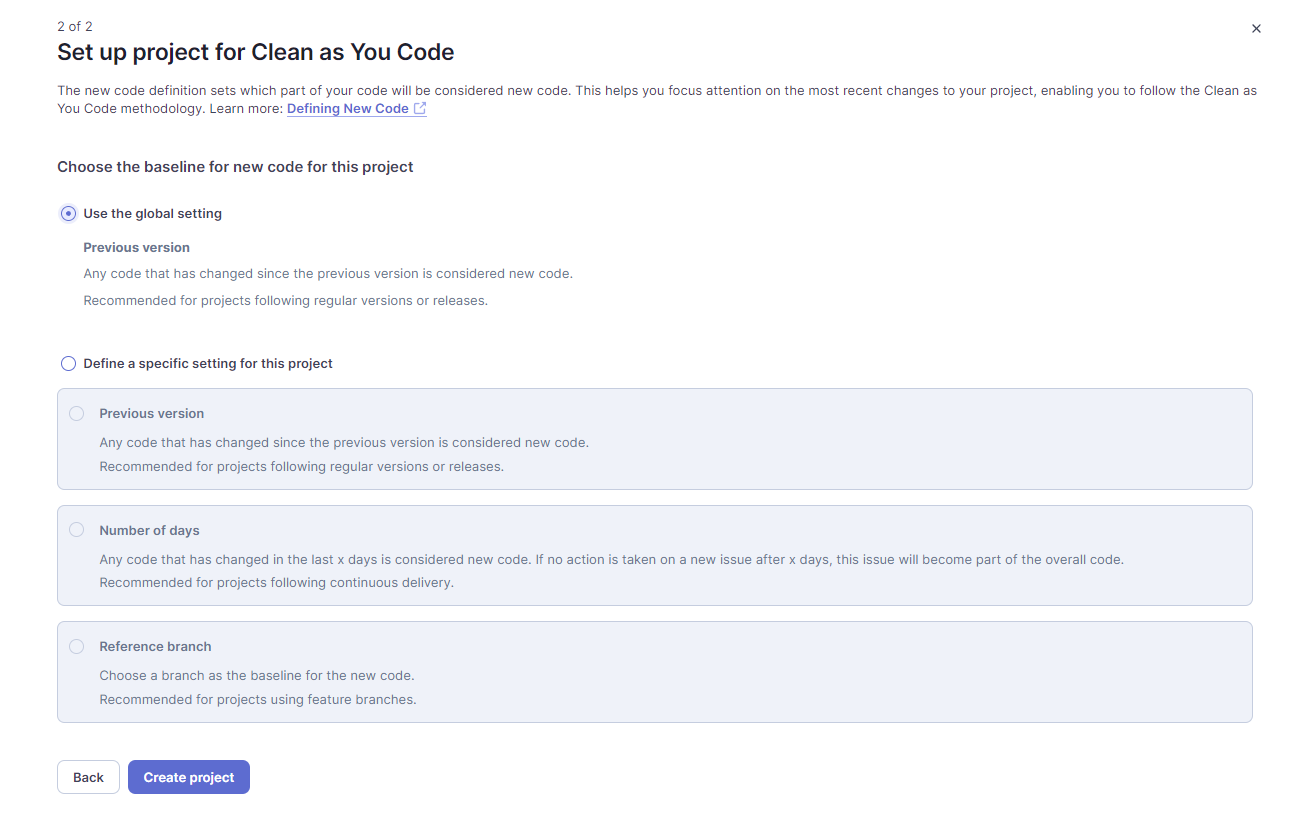 2 of 2
Set up project for Clean as You Code
The new code definition sets which part of your code will be considered new code. This helps you focus attention on the most recent changes to your project, enabling you to follow the Clean as
You Code methodology. Learn more: Defining New Code
Choose the baseline for new code for this project
Use the global setting
Previous version
Any code that has changed since the previous version is considered new code.
Recommended for projects following regular versions or releases.
Define a specific setting for this project
Previous version
Any code that has changed since the previous version is considered new code.
Recommended for projects following regular versions or releases.
Number of days
Any code that has changed in the last x days is considered new code. If no action is taken on a new issue after x days, this issue will become part of the overall code.
Recommended for projects following continuous delivery.
Reference branch
Choose a branch as the baseline for the new code.
Recommended for projects using feature branches.
Back Create project